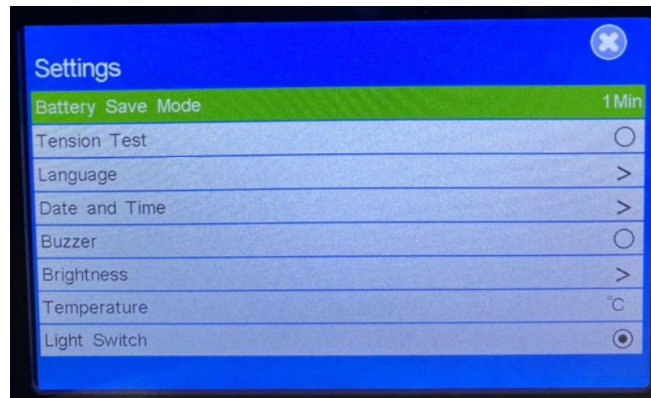 Settings
Battery Save Mode 1 Min
Tension Test
Language >
Date and Time >
Buzzer
Brightness >
Temperature °C
Light Switch